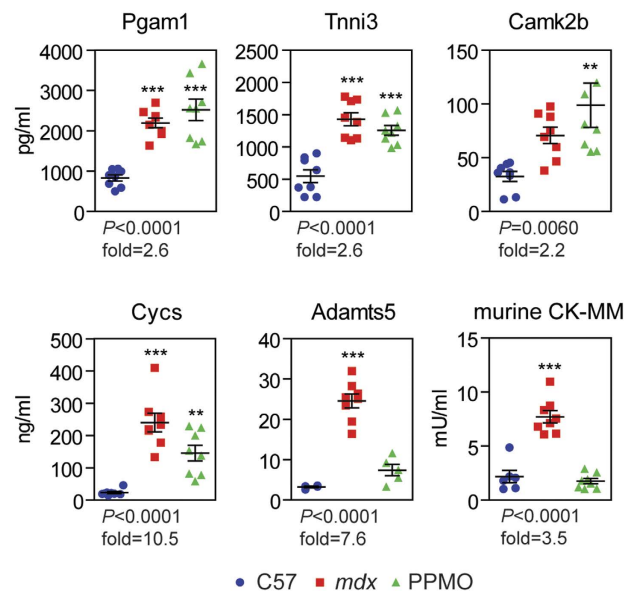 Pgam1
Tnni3
Camk2b
pg/ml
4000
3000
2000
1000
0
***
***
P<0.0001
fold=2.6
2000
1500
1000
500
0
***
***
P<0.0001
fold=2.6
150
100
50
0
**
P=0.0060
fold=2.2
Cycs
Adamts5
murine CK-MM
ng/ml
500
400
300
200
100
0
***
**
P<0.0001
fold=10.5
40
30
20
10
0
***
P<0.0001
fold=7.6
mU/ml
15
10
5
0
***
P<0.0001
fold=3.5
C57 mdx PPMO